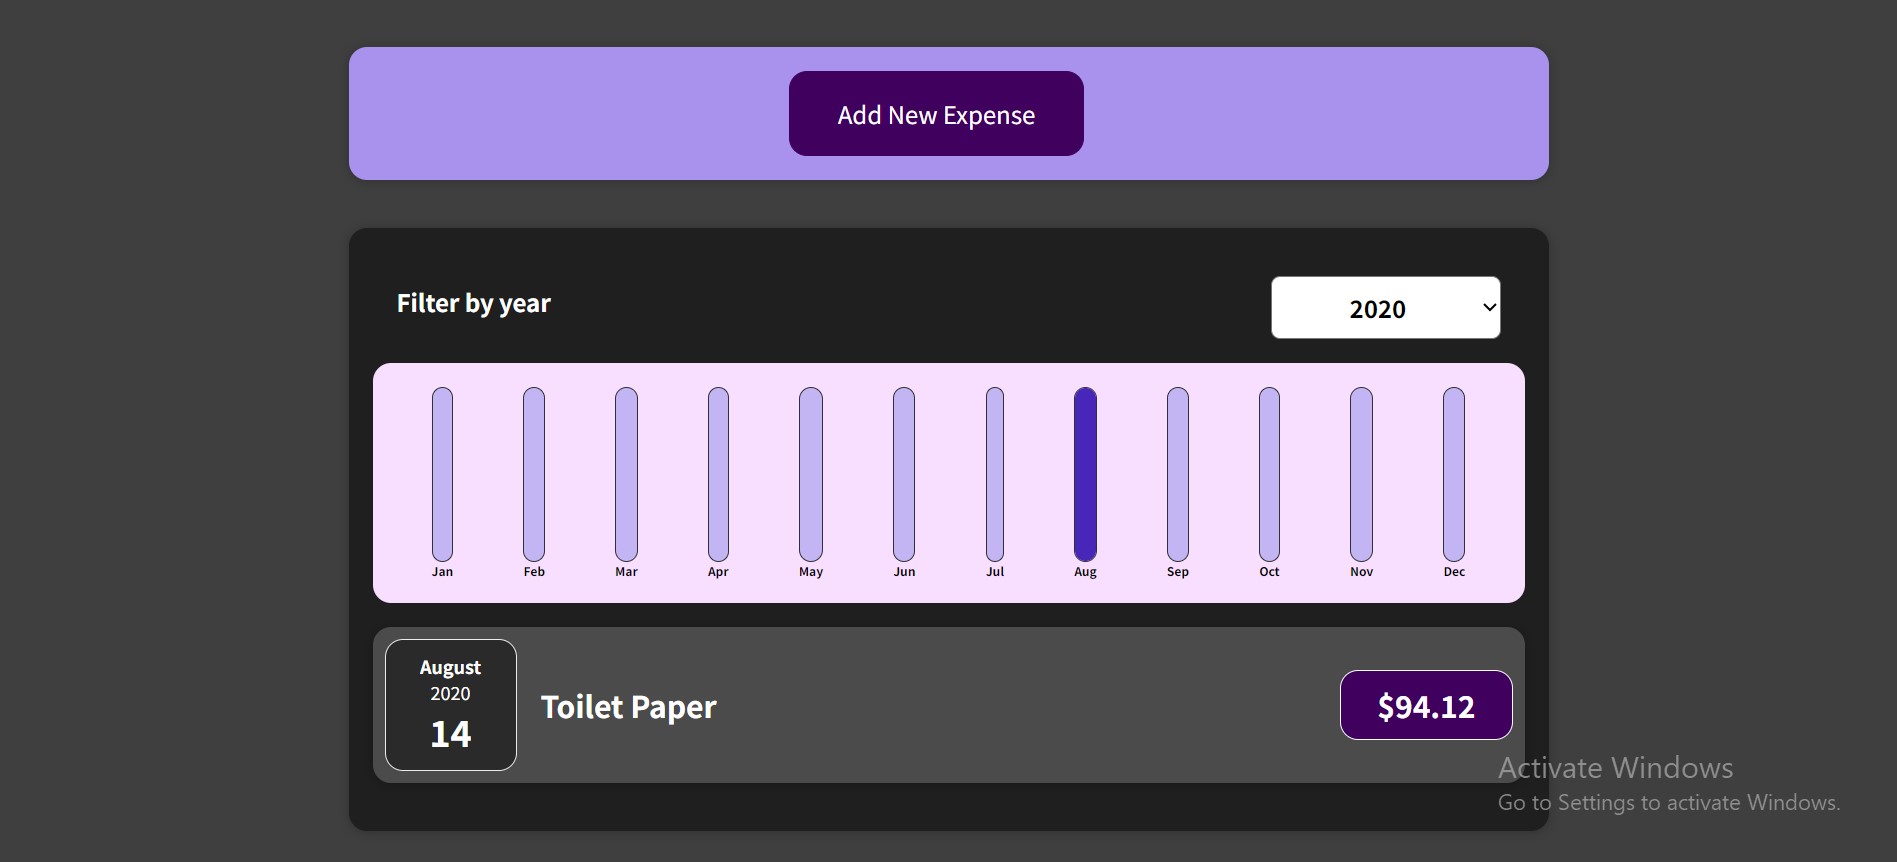 Add New Expense
Filter by year
2020
Jan Feb Mar Apr May Jun Jul Aug Sep Oct Nov Dec
August
2020
14
Toilet Paper
$94.12
Activate Windows
Go to Settings to activate Windows.